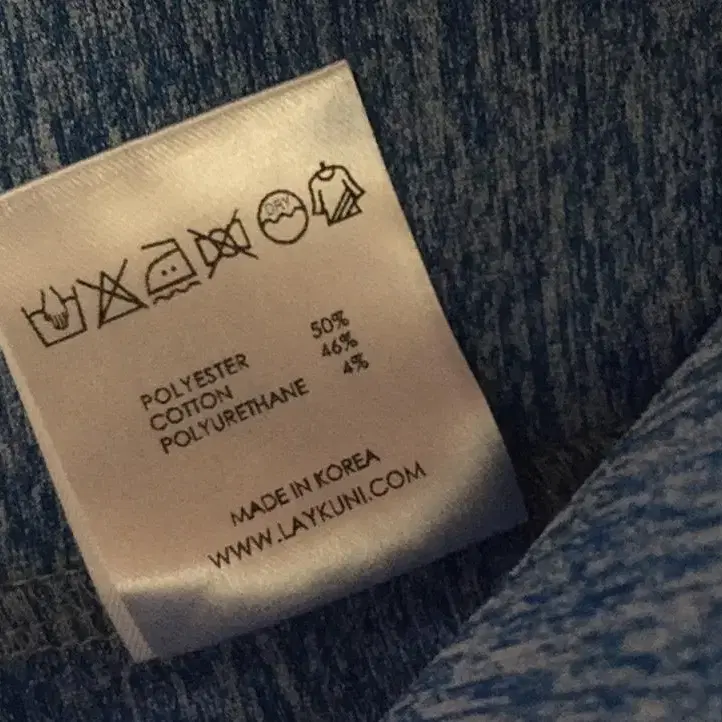 DRY
POLYESTER 50%
COTTON 46%
POLYURETHANE 4%
MADE IN KOREA
WWW.LAYKUNI.COM